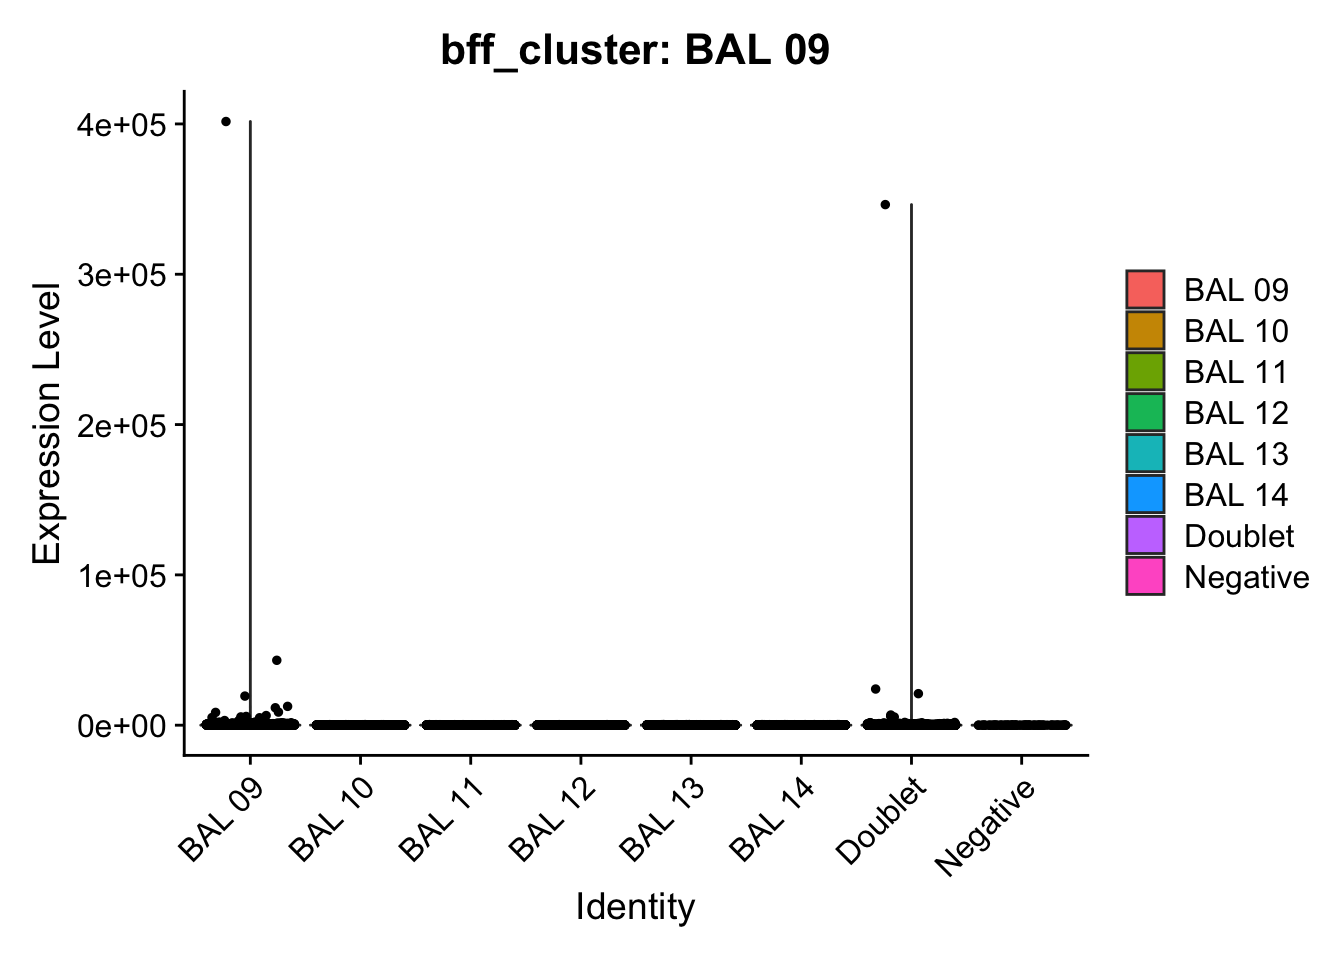 bff_cluster: BAL 09
4e+05
3e+05
2e+05
1e+05
0e+00
Expression Level
BAL 09
BAL 10
BAL 11
BAL 12
BAL 13
BAL 14
Doublet
Negative
Identity
BAL 09
BAL 10
BAL 11
BAL 12
BAL 13
BAL 14
Doublet
Negative